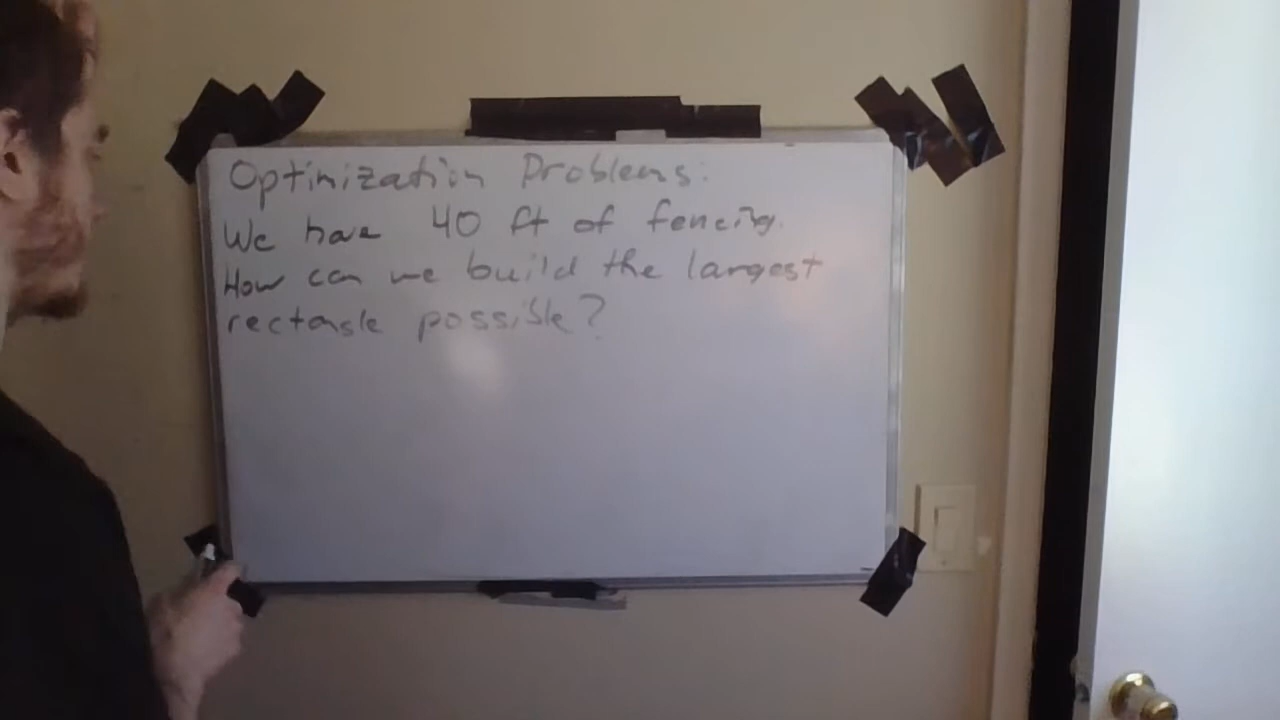 Optimization Problems:
We have 40 ft of fencing.
How can we build the largest
rectangle possible?